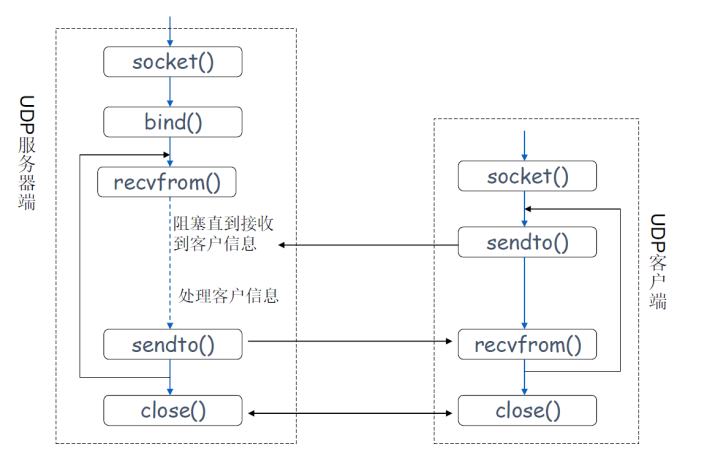 UDP服务器端
socket()
bind()
recvfrom()
阻塞直到接收
到客户信息
处理客户信息
sendto()
close()
socket()
sendto()
recvfrom()
close()
UDP客户端